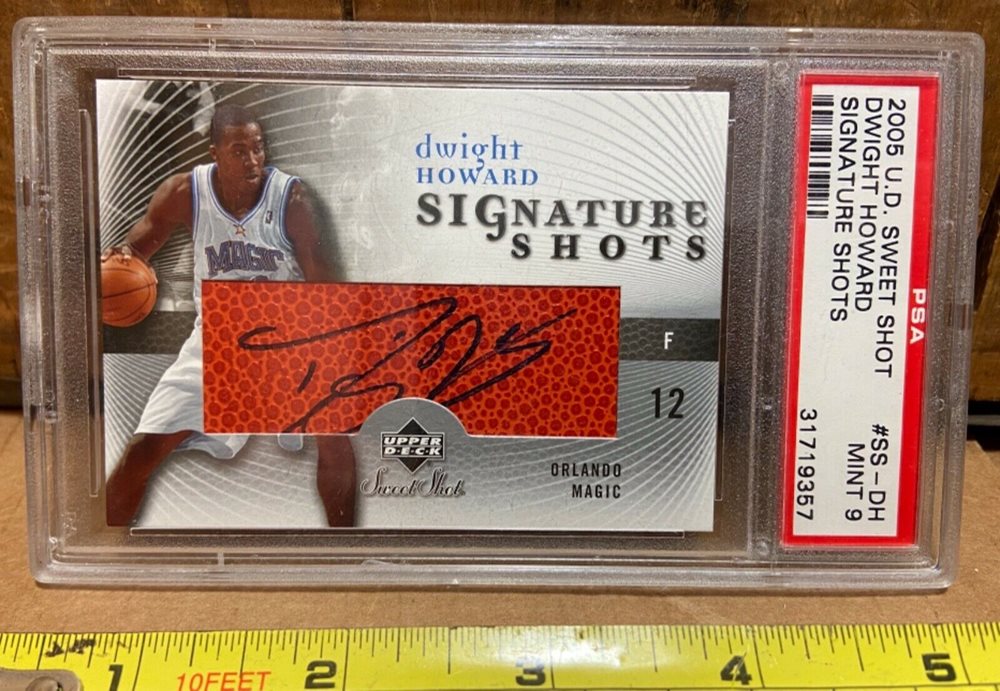 dwight
HOWARD
SIGNATURE
SHOTS
MAGIC
F
12
UPPER
DECK
Sweet Shot
ORLANDO
MAGIC
PSA
2005 U.D. SWEET SHOT #SS-DH
DWIGHT HOWARD MINT 9
SIGNATURE SHOTS
31719357
1 10FEET 2 3 4 5